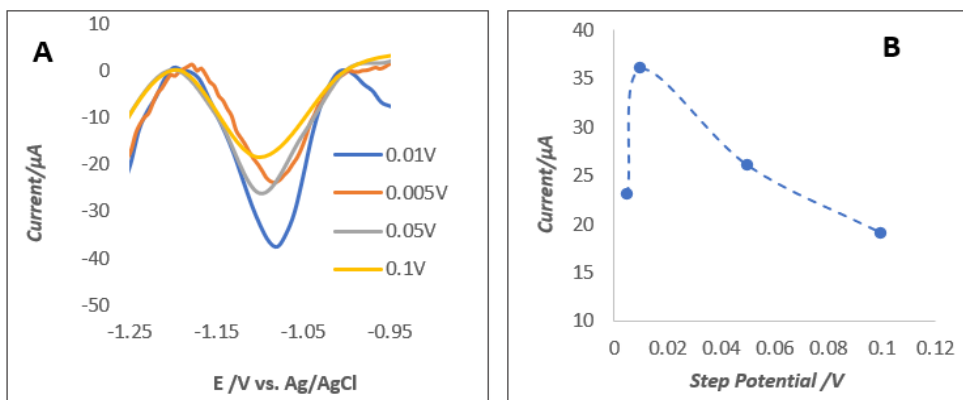 A
10
0
-10
-20
-30
-40
-50
Current/µA
-1.25
-1.15
-1.05
-0.95
E /V vs. Ag/AgCl
0.01V
0.005V
0.05V
0.1V
B
40
35
30
25
20
15
10
Current/µA
0
0.02
0.04
0.06
0.08
0.1
0.12
Step Potential /V